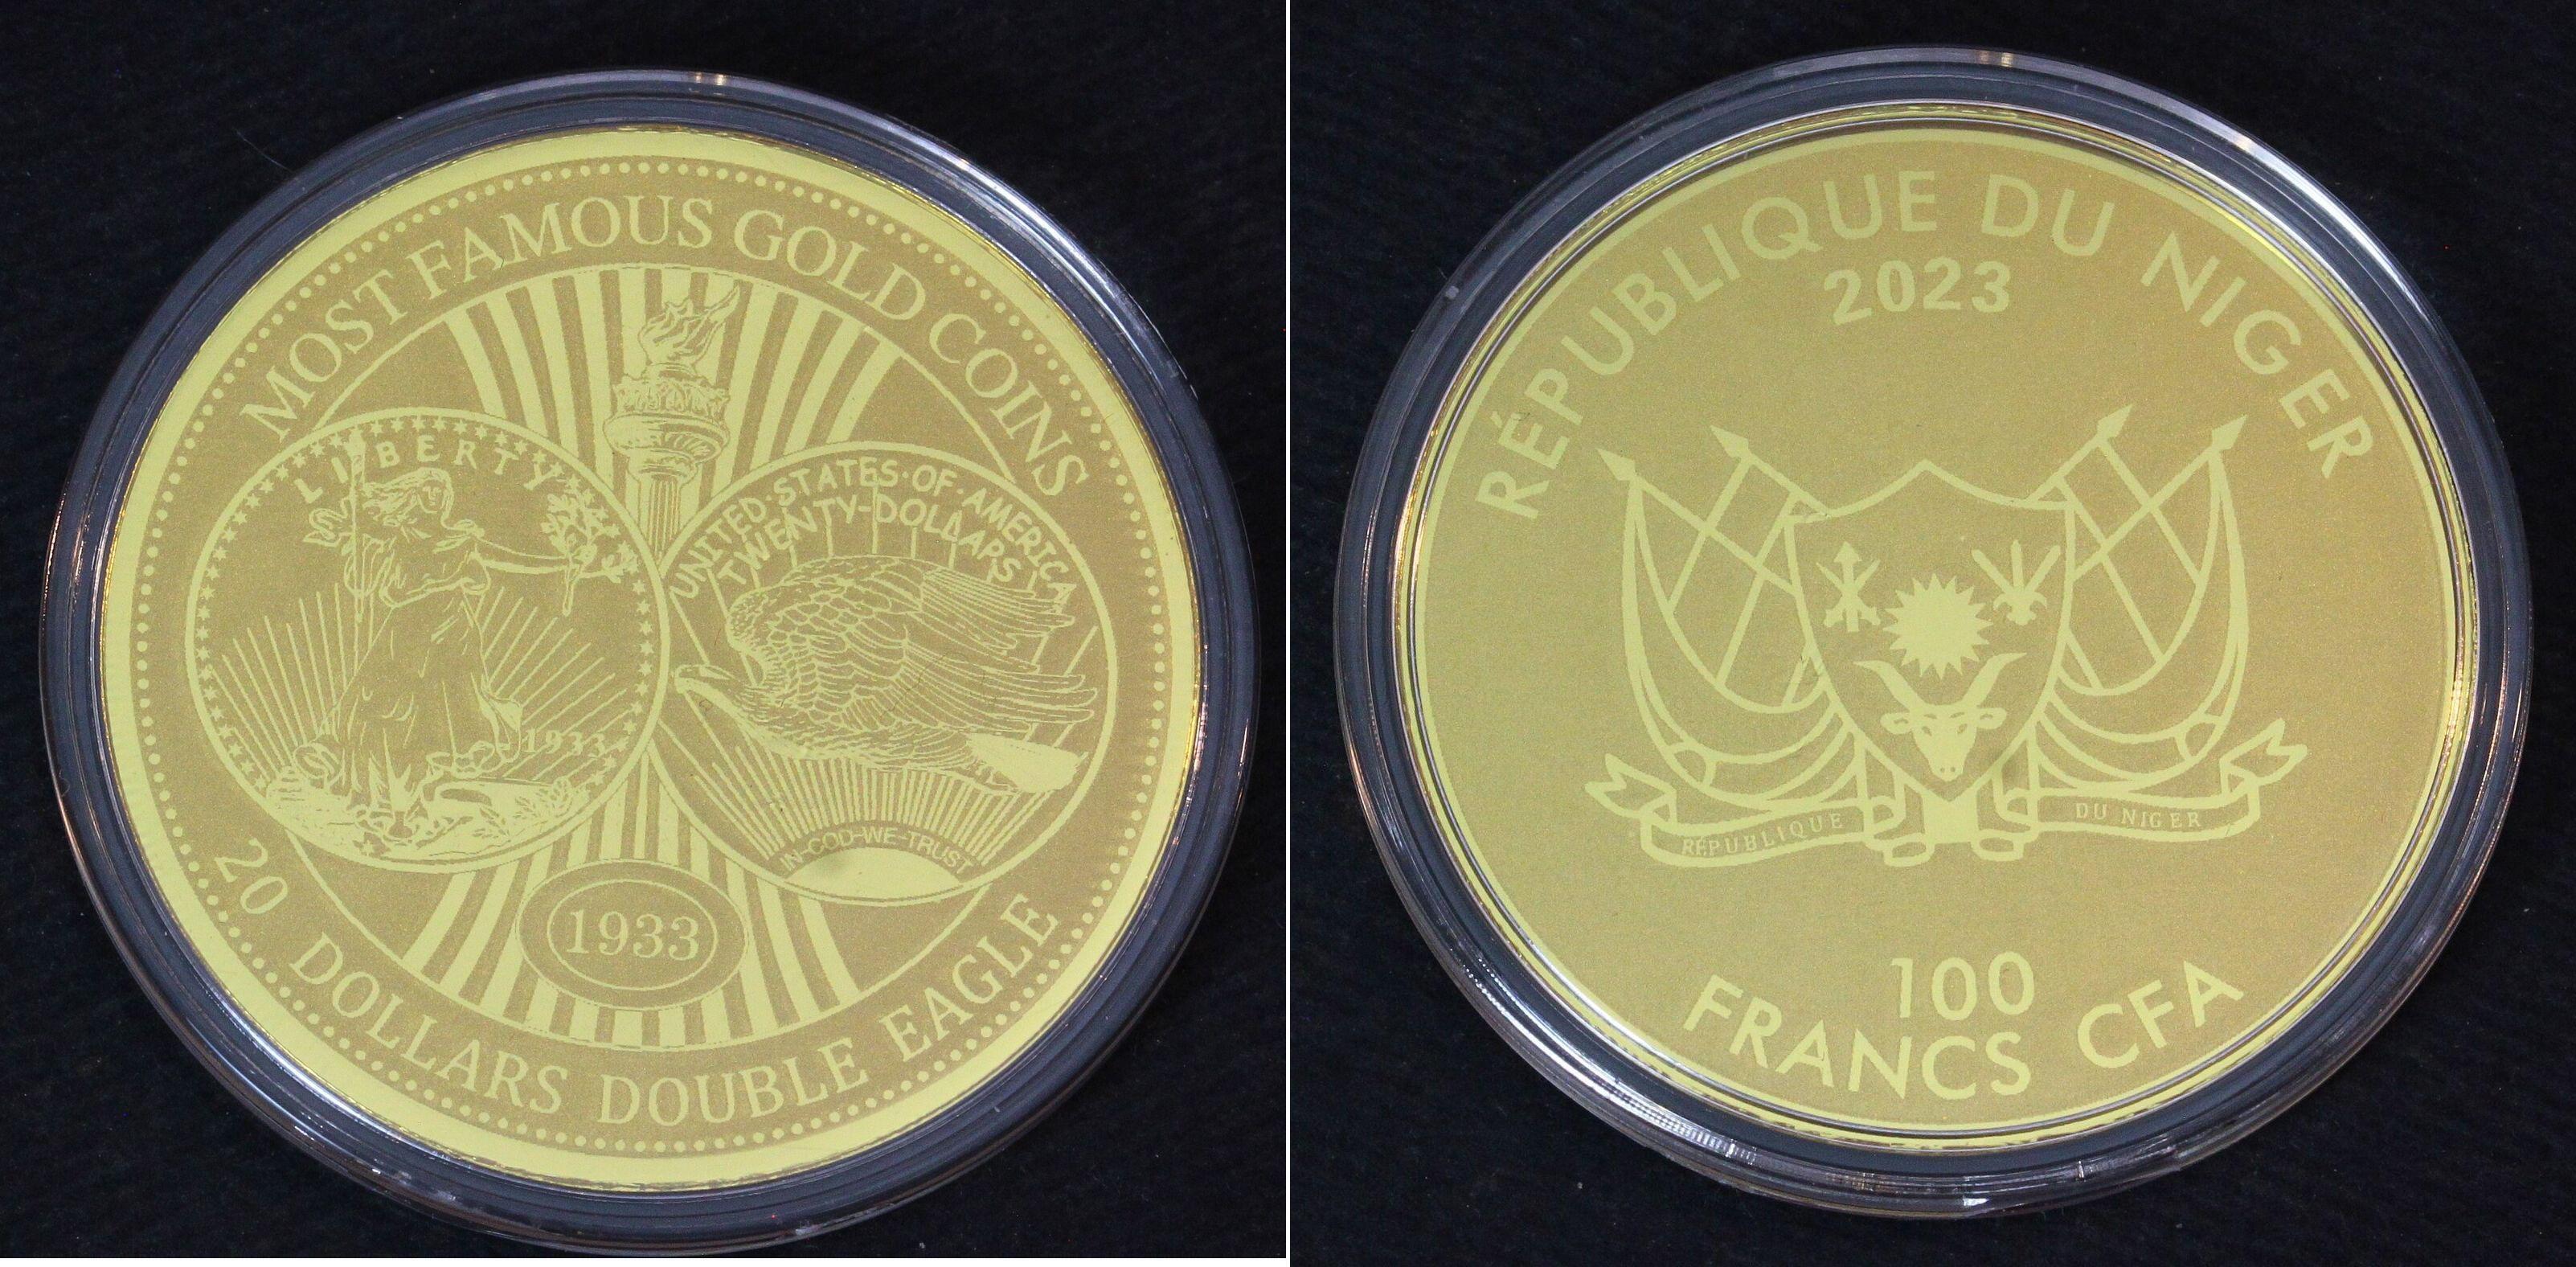 MOST FAMOUS GOLD COINS
LIBERTY
1933
UNITED·STATES·OF·AMERICA
TWENTY-DOLLARS
IN-GOD-WE-TRUST
1933
20 DOLLARS DOUBLE EAGLE
RÉPUBLIQUE DU NIGER
2023
RÉPUBLIQUE DU NIGER
100
FRANCS CFA